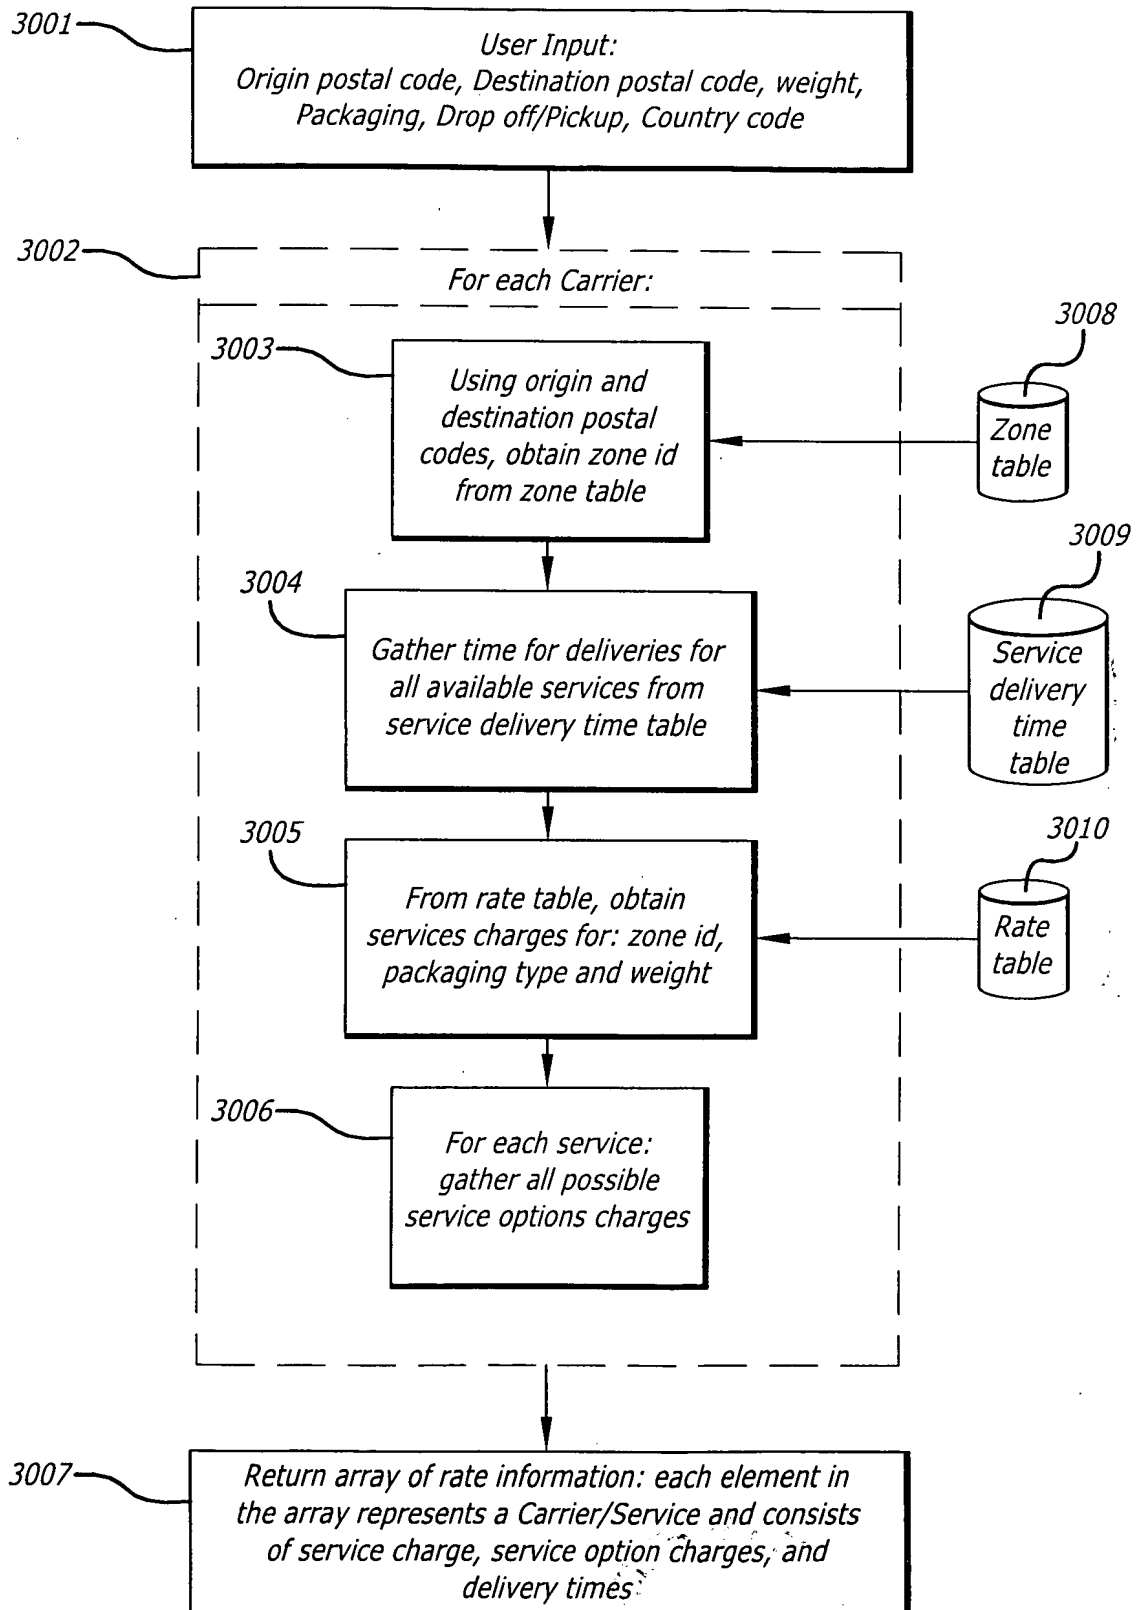 3001
User Input:
Origin postal code, Destination postal code, weight,
Packaging, Drop off/Pickup, Country code
3002
For each Carrier:
3003
Using origin and
destination postal
codes, obtain zone id
from zone table
3008
Zone
table
3004
Gather time for deliveries for
all available services from
service delivery time table
3009
Service
delivery
time
table
3005
From rate table, obtain
services charges for: zone id,
packaging type and weight
3010
Rate
table
3006
For each service:
gather all possible
service options charges
3007
Return array of rate information: each element in
the array represents a Carrier/Service and consists
of service charge, service option charges, and
delivery times